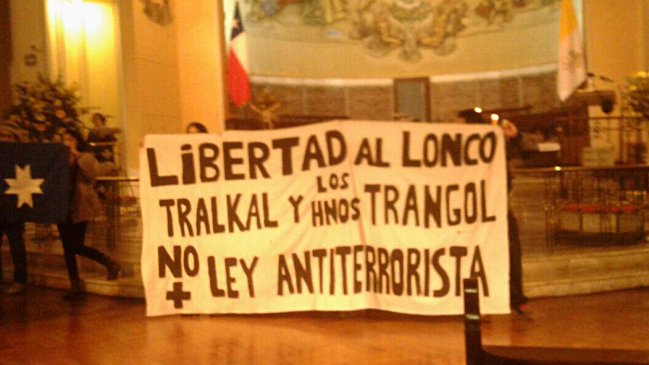 LIBERTAD AL LONCO
TRALKAL Y LOS HNOS TRANGOL
NO + LEY ANTITERRORISTA